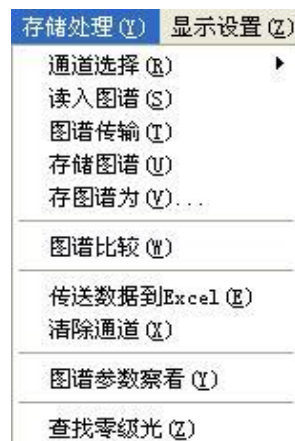 存储处理(Y) 显示设置(Z)
通道选择(R)
读入图谱(S)
图谱传输(T)
存储图谱(U)
存图谱为(V)...
图谱比较(W)
传送数据到Excel(E)
清除通道(X)
图谱参数察看(Y)
查找零级光(Z)